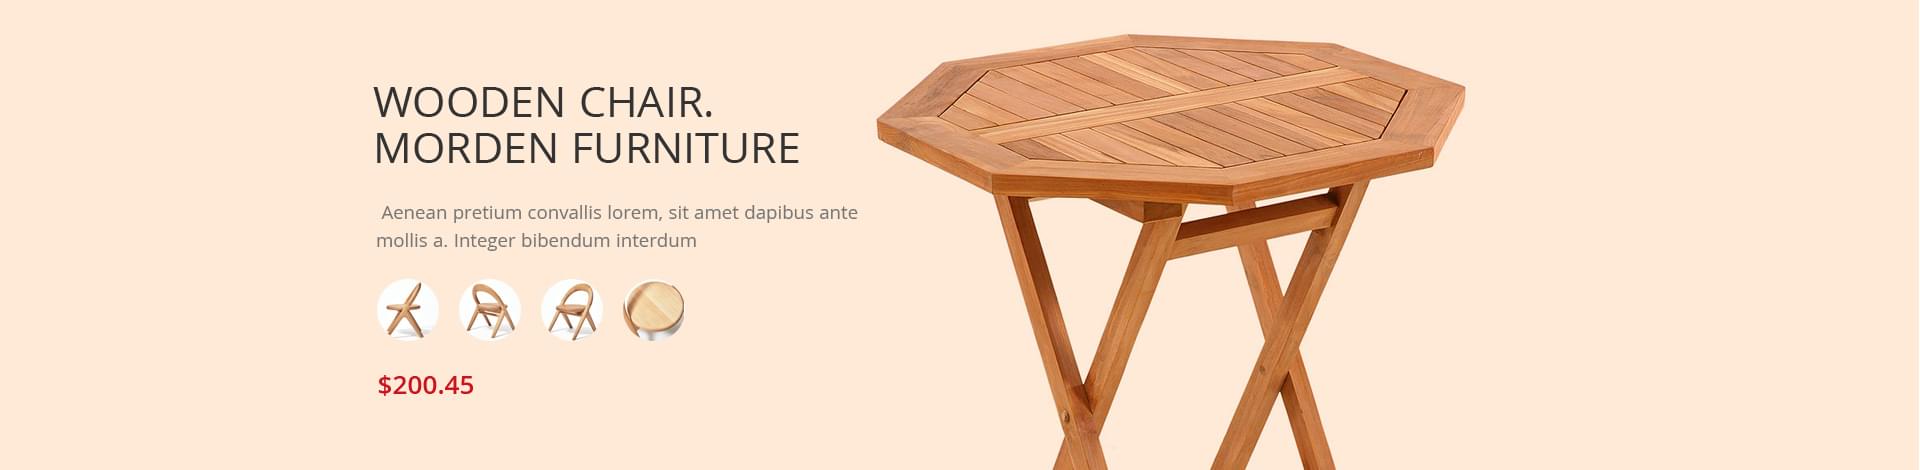 WOODEN CHAIR.
MORDEN FURNITURE
Aenean pretium convallis lorem, sit amet dapibus ante
mollis a. Integer bibendum interdum
$200.45